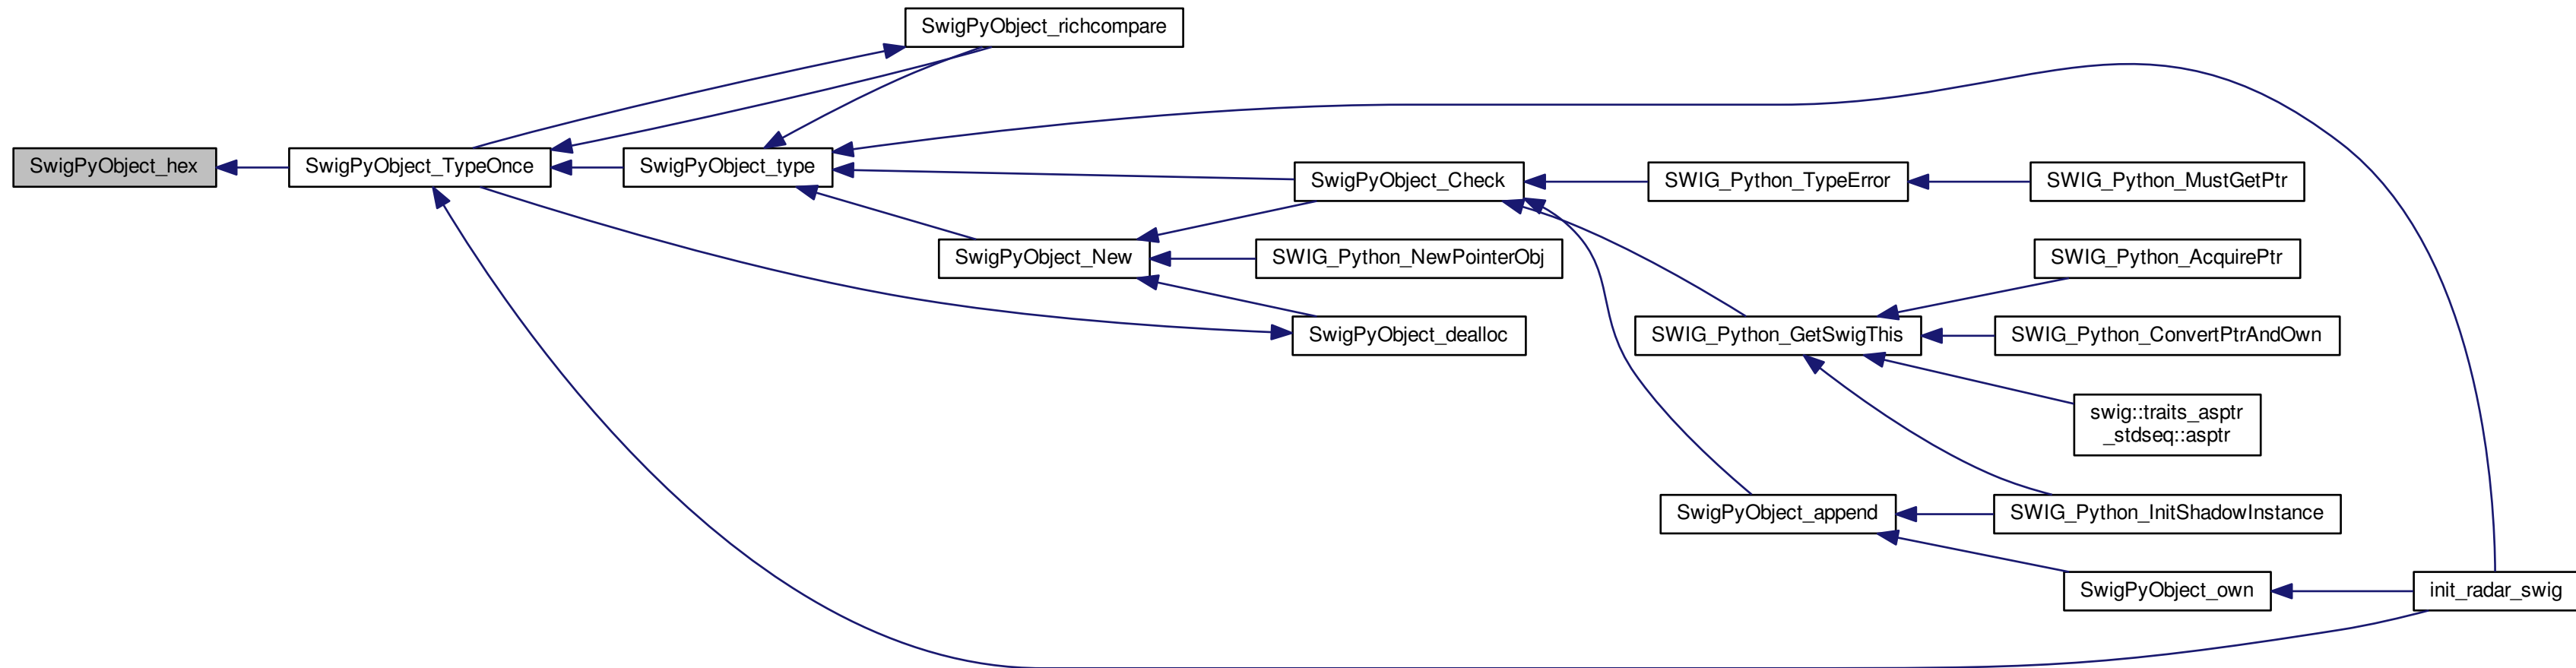 SwigPyObject_richcompare
SwigPyObject_hex
SwigPyObject_TypeOnce
SwigPyObject_type
SwigPyObject_Check
SWIG_Python_TypeError
SWIG_Python_MustGetPtr
SwigPyObject_New
SWIG_Python_NewPointerObj
SWIG_Python_AcquirePtr
SwigPyObject_dealloc
SWIG_Python_GetSwigThis
SWIG_Python_ConvertPtrAndOwn
swig::traits_asptr
_stdseq::asptr
SwigPyObject_append
SWIG_Python_InitShadowInstance
SwigPyObject_own
init_radar_swig